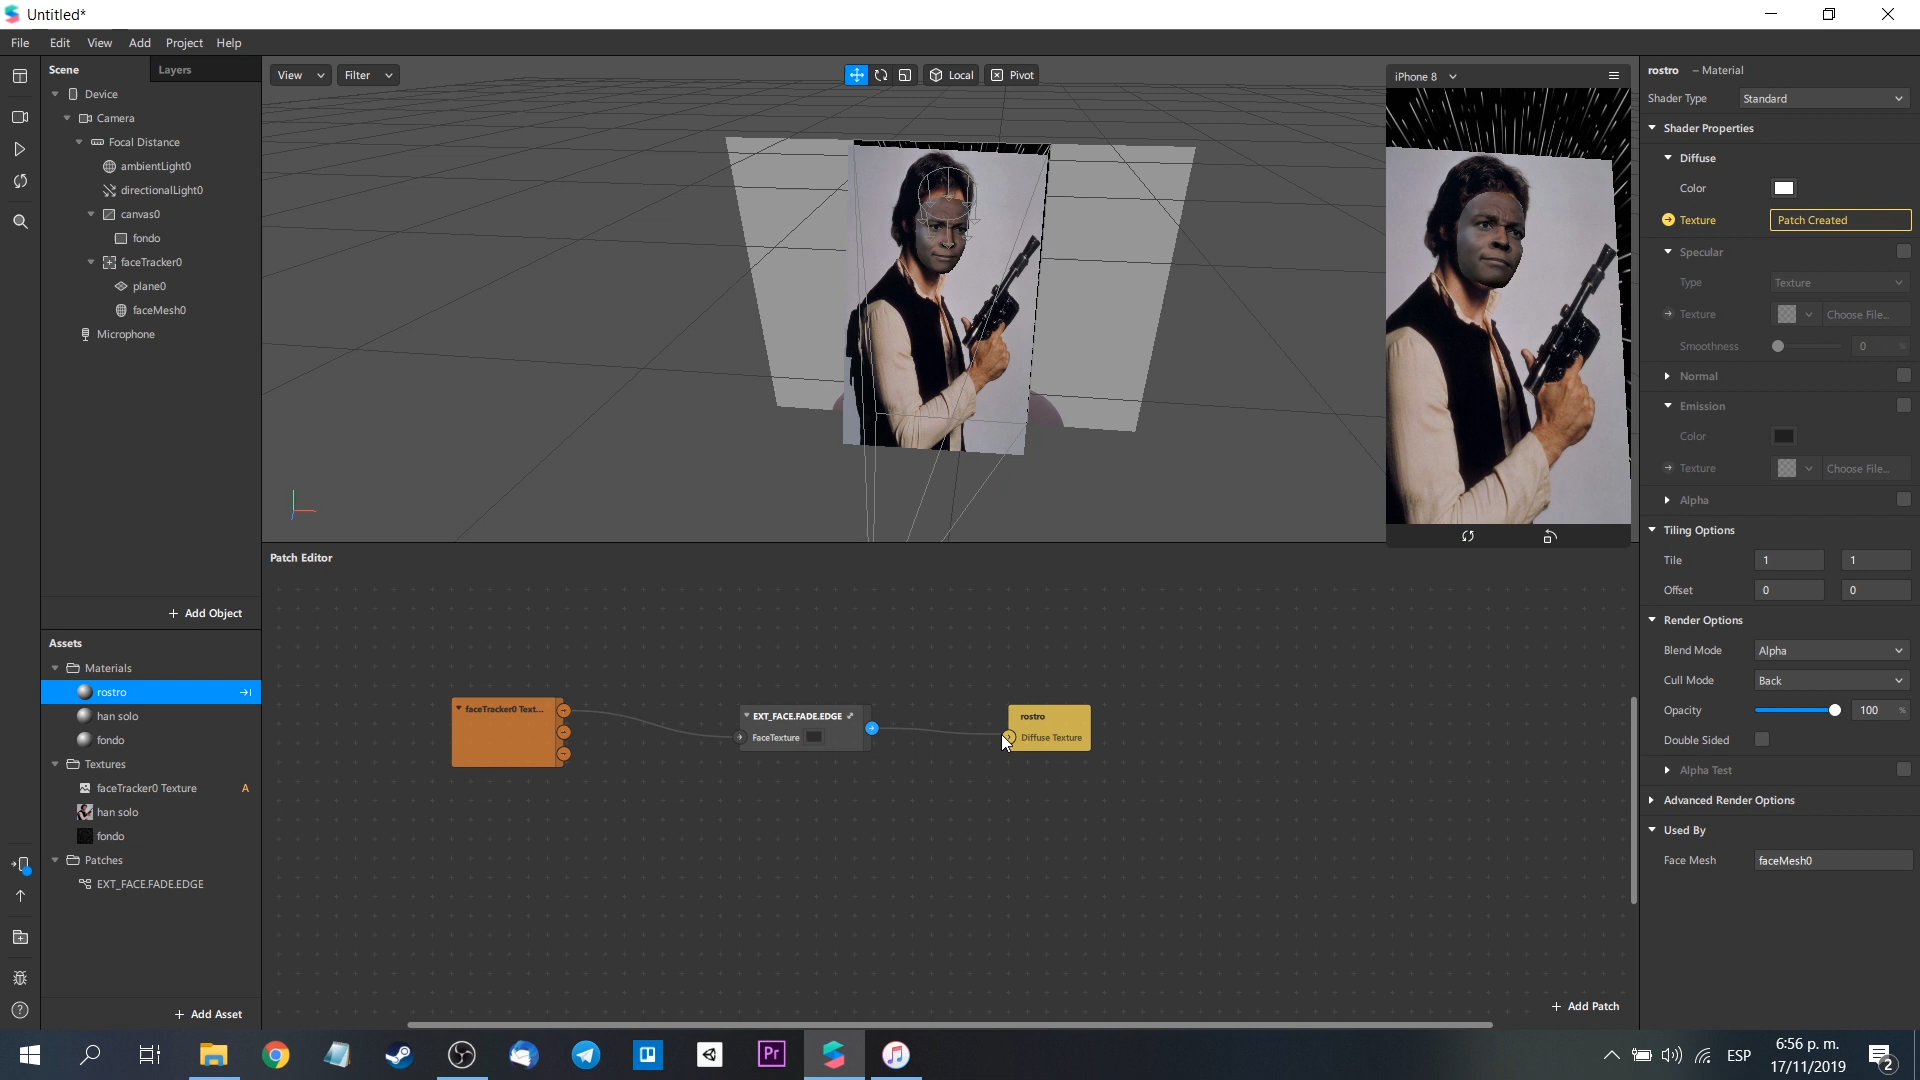 Untitled*
File Edit View Add Project Help
Scene
Layers
Device
Camera
Focal Distance
ambientLight0
directionalLight0
canvas0
fondo
faceTracker0
plane0
faceMesh0
Microphone
+ Add Object
Assets
Materials
rostro
han solo
fondo
Textures
faceTracker0 Texture A
han solo
fondo
Patches
EXT_FACE.FADE.EDGE
+ Add Asset
View
Filter
Local
Pivot
iPhone 8
Patch Editor
faceTracker0 Text...
EXT_FACE.FADE.EDGE
FaceTexture
rostro
Diffuse Texture
+ Add Patch
rostro – Material
Shader Type Standard
Shader Properties
Diffuse
Color
Texture Patch Created
Specular
Type Texture
Texture Choose File...
Smoothness 0 %
Normal
Emission
Color
Texture Choose File...
Alpha
Tiling Options
Tile 1 1
Offset 0 0
Render Options
Blend Mode Alpha
Cull Mode Back
Opacity 100 %
Double Sided
Alpha Test
Advanced Render Options
Used By
Face Mesh faceMesh0
Pr
ESP
6:56 p. m.
17/11/2019
2